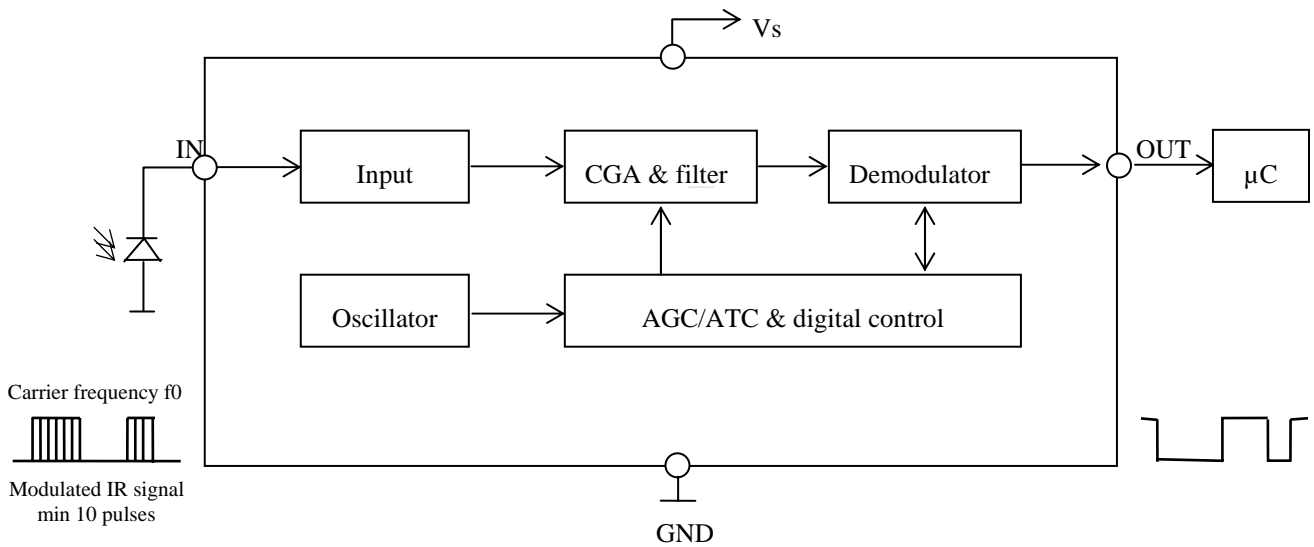 Vs
IN
Input
CGA & filter
Demodulator
OUT
µC
Oscillator
AGC/ATC & digital control
Carrier frequency f0
Modulated IR signal
min 10 pulses
GND